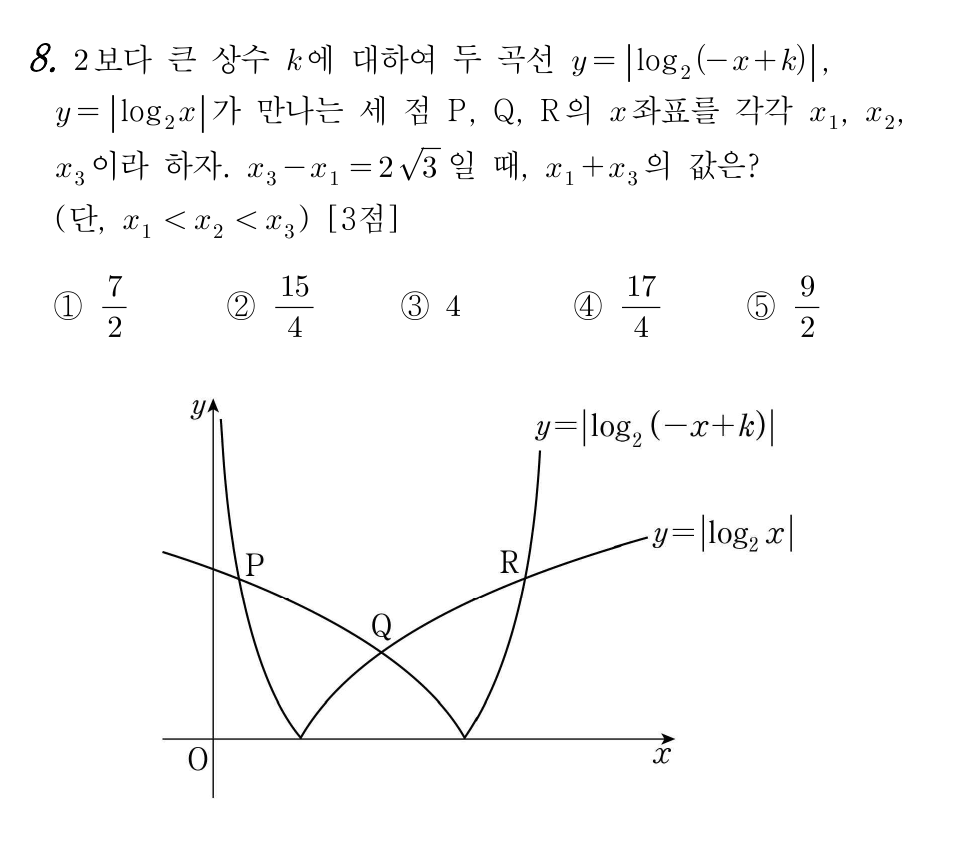 8. 2보다 큰 상수 k에 대하여 두 곡선 y=|log₂(-x+k)|,
y=|log₂x|가 만나는 세 점 P, Q, R의 x좌표를 각각 x₁, x₂,
x₃이라 하자. x₃-x₁=2√3일 때, x₁+x₃의 값은?
(단, x₁<x₂<x₃) [3점]
① 7/2 ② 15/4 ③ 4 ④ 17/4 ⑤ 9/2
y
y=|log₂(-x+k)|
y=|log₂x|
P
R
Q
O
x